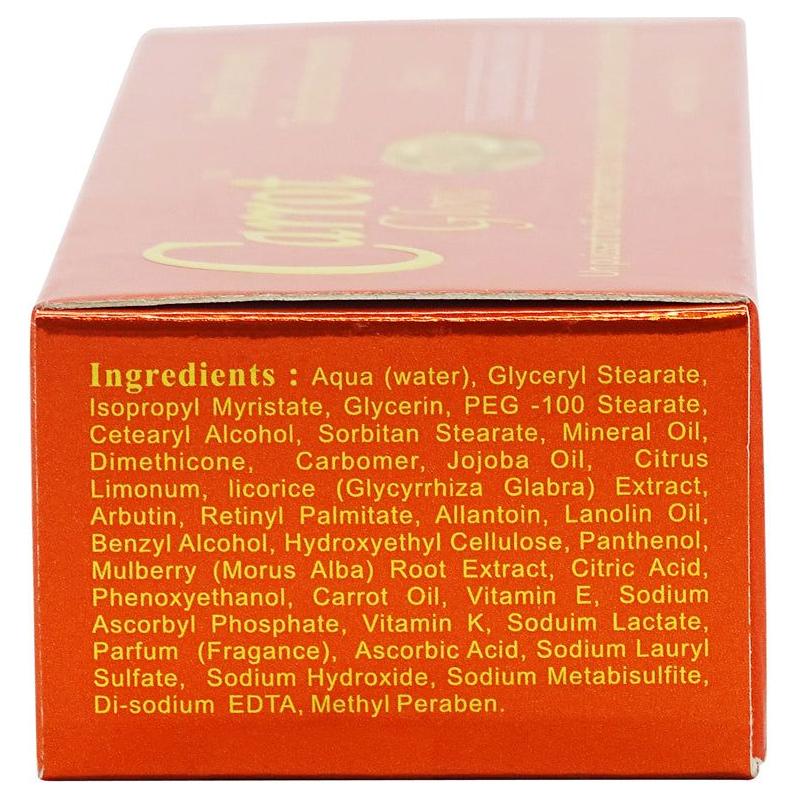 Carrot
Ingredients : Aqua (water), Glyceryl Stearate,
Isopropyl Myristate, Glycerin, PEG -100 Stearate,
Cetearyl Alcohol, Sorbitan Stearate, Mineral Oil,
Dimethicone, Carbomer, Jojoba Oil, Citrus
Limonum, licorice (Glycyrrhiza Glabra) Extract,
Arbutin, Retinyl Palmitate, Allantoin, Lanolin Oil,
Benzyl Alcohol, Hydroxyethyl Cellulose, Panthenol,
Mulberry (Morus Alba) Root Extract, Citric Acid,
Phenoxyethanol, Carrot Oil, Vitamin E, Sodium
Ascorbyl Phosphate, Vitamin K, Soduim Lactate,
Parfum (Fragance), Ascorbic Acid, Sodium Lauryl
Sulfate, Sodium Hydroxide, Sodium Metabisulfite,
Di-sodium EDTA, Methyl Peraben.